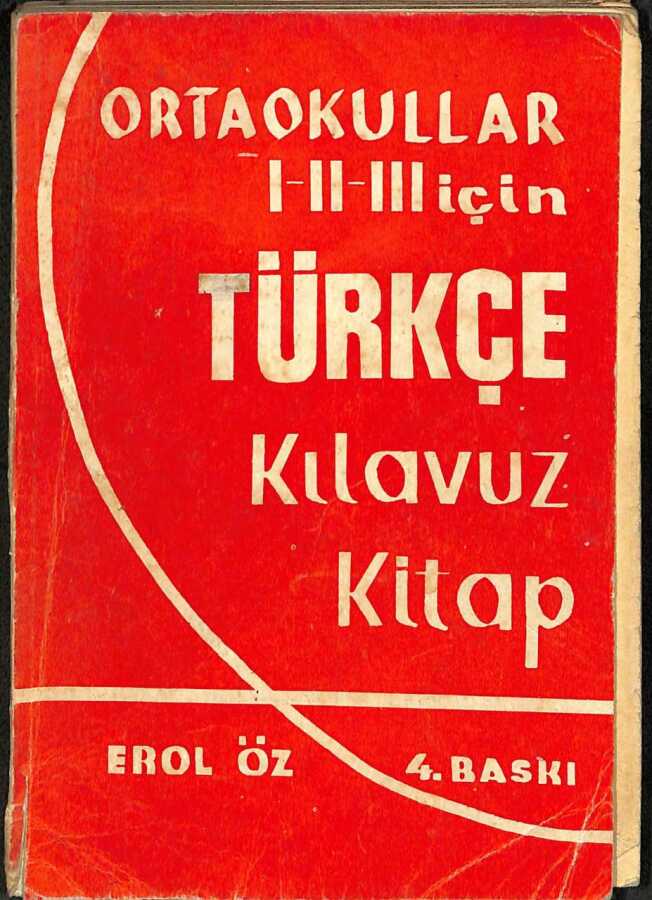 ORTAOKULLAR
I-II-III için
TÜRKÇE
Kılavuz
Kitap
EROL ÖZ 4. BASKI